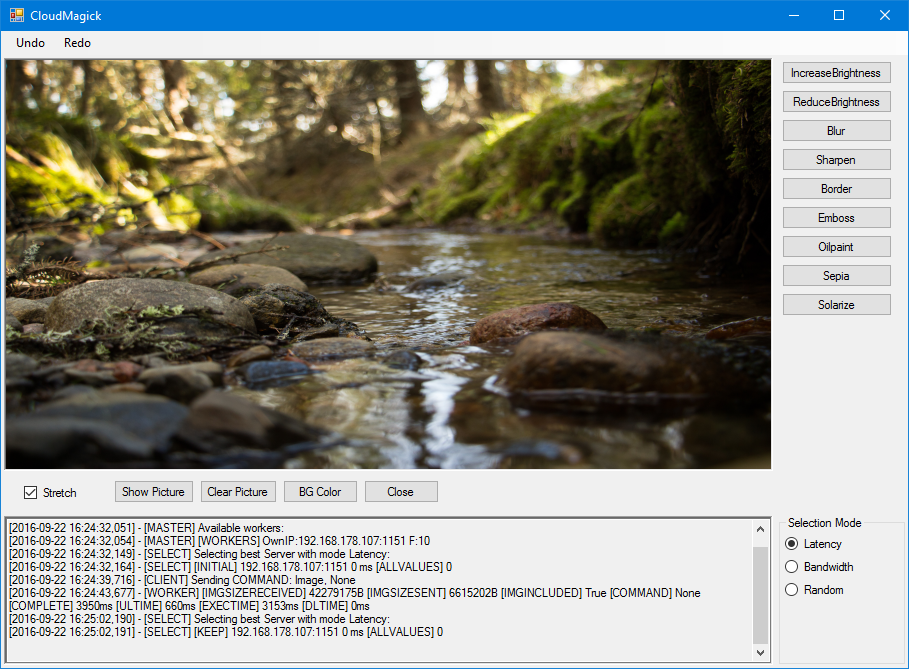 CloudMagick
Undo Redo
IncreaseBrightness
ReduceBrightness
Blur
Sharpen
Border
Emboss
Oilpaint
Sepia
Solarize
Stretch Show Picture Clear Picture BG Color Close
[2016-09-22 16:24:32,051] - [MASTER] Available workers:
[2016-09-22 16:24:32,054] - [MASTER] [WORKERS] OwnIP:192.168.178.107:1151 F:10
[2016-09-22 16:24:32,149] - [SELECT] Selecting best Server with mode Latency:
[2016-09-22 16:24:32,164] - [SELECT] [INITIAL] 192.168.178.107:1151 0 ms [ALLVALUES] 0
[2016-09-22 16:24:39,716] - [CLIENT] Sending COMMAND: Image, None
[2016-09-22 16:24:43,677] - [WORKER] [IMGSIZERECEIVED] 42279175B [IMGSIZESENT] 6615202B [IMGINCLUDED] True [COMMAND] None
[COMPLETE] 3950ms [ULTIME] 660ms [EXECTIME] 3153ms [DLTIME] 0ms
[2016-09-22 16:25:02,190] - [SELECT] Selecting best Server with mode Latency:
[2016-09-22 16:25:02,191] - [SELECT] [KEEP] 192.168.178.107:1151 0 ms [ALLVALUES] 0
Selection Mode
Latency
Bandwidth
Random